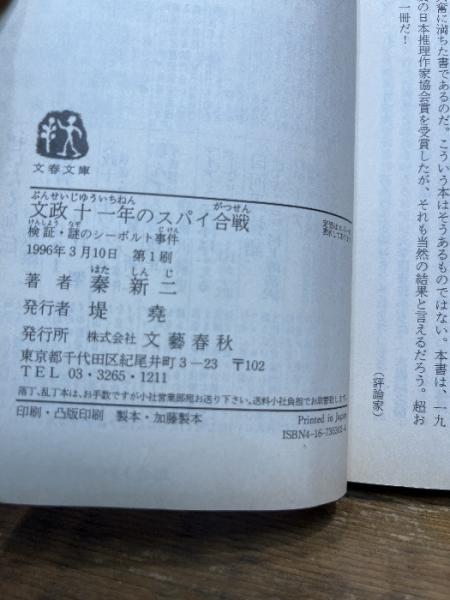 奮に満ちた書であるのだ。こういう本はそうあるものではない。本書は、一九
の日本推理作家協会賞を受賞したが、それも当然の結果と言えるだろう。超お
一冊だ!
(評論家)
文春文庫
ぶんせいじゅういちねん がつせん
文政十一年のスパイ合戦
けんしょう なぞ じけん
検証・謎のシーボルト事件
1996年3月10日 第1刷
はた しん じ
著者 秦新二
発行者 堤堯
発行所 株式会社 文藝春秋
東京都千代田区紀尾井町3-23 〒102
TEL 03・3265・1211
落丁、乱丁本は、お手数ですが小社営業部宛お送り下さい。送料小社負担でお取替致します。
印刷・凸版印刷 製本・加藤製本
Printed in Japan
ISBN4-16-